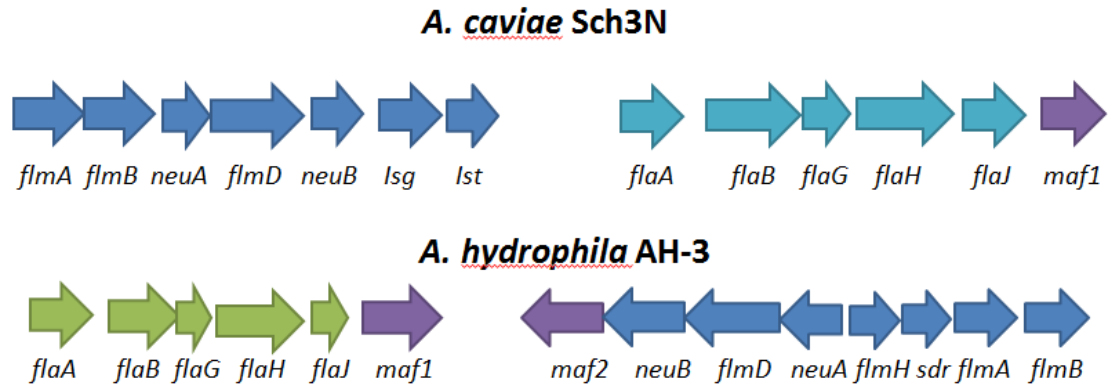 A. caviae Sch3N
flmA flmB neuA flmD neuB lsg lst flaA flaB flaG flaH flaJ maf1
A. hydrophila AH-3
flaA flaB flaG flaH flaJ maf1 maf2 neuB flmD neuA flmH sdr flmA flmB